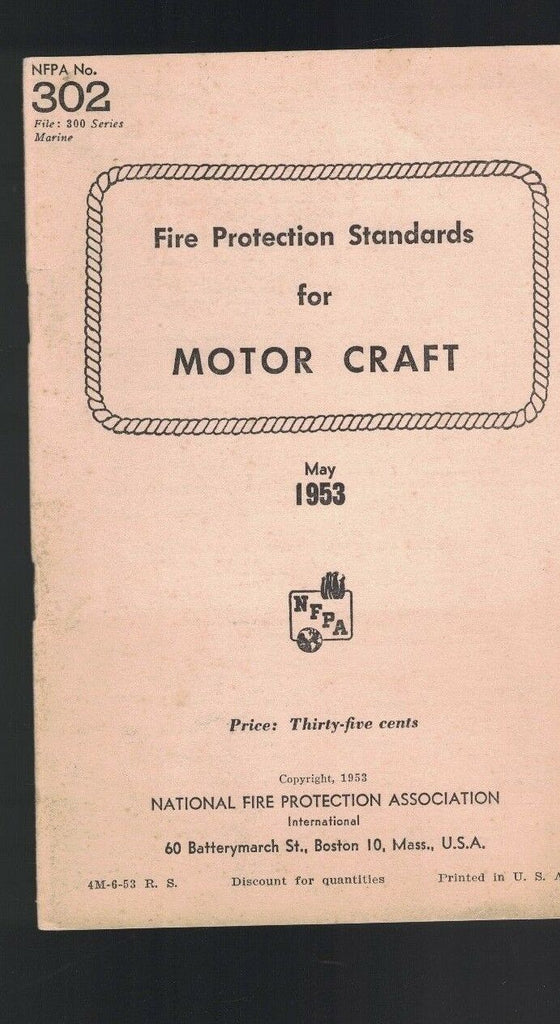 NFPA No.
302
File: 300 Series
Marine
Fire Protection Standards
for
MOTOR CRAFT
May
1953
NFPA
Price: Thirty-five cents
Copyright, 1953
NATIONAL FIRE PROTECTION ASSOCIATION
International
60 Batterymarch St., Boston 10, Mass., U.S.A.
4M-6-53 R. S. Discount for quantities Printed in U. S. A